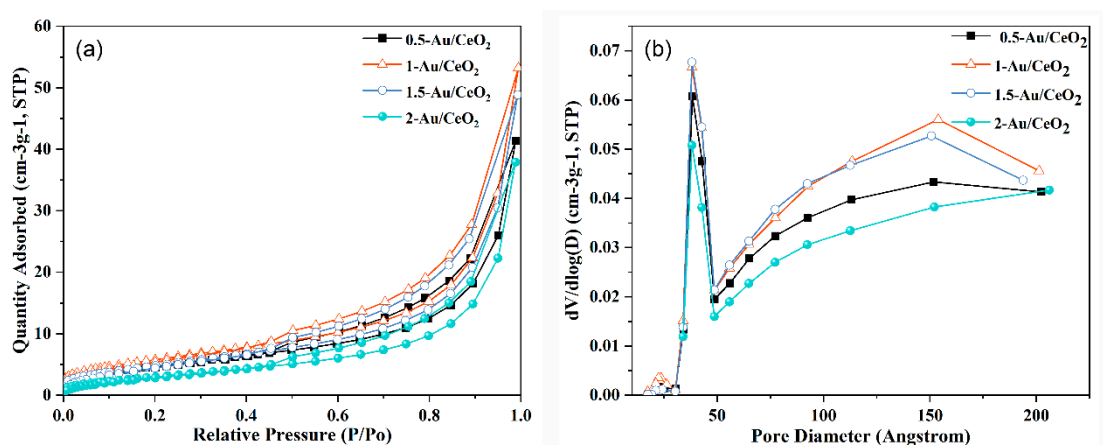 (a)
0.5-Au/CeO₂
1-Au/CeO₂
1.5-Au/CeO₂
2-Au/CeO₂
Quantity Adsorbed (cm-3g-1, STP)
60
50
40
30
20
10
0
0.0 0.2 0.4 0.6 0.8 1.0
Relative Pressure (P/Po)
(b)
0.5-Au/CeO₂
1-Au/CeO₂
1.5-Au/CeO₂
2-Au/CeO₂
dV/dlog(D) (cm-3g-1, STP)
0.07
0.06
0.05
0.04
0.03
0.02
0.01
0.00
50 100 150 200
Pore Diameter (Angstrom)